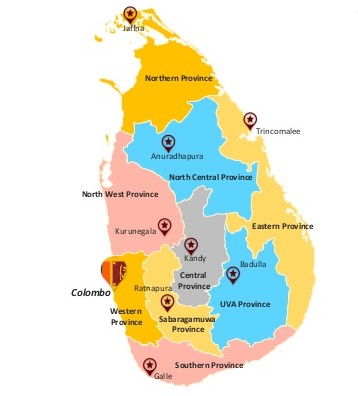 Jaffna
Northern Province
Trincomalee
Anuradhapura
North Central Province
North West Province
Eastern Province
Kurunegala
Kandy
Badulla
Central
Province
Colombo
Ratnapura
UVA Province
Western
Province
Sabaragamuwa
Province
Southern Province
Galle